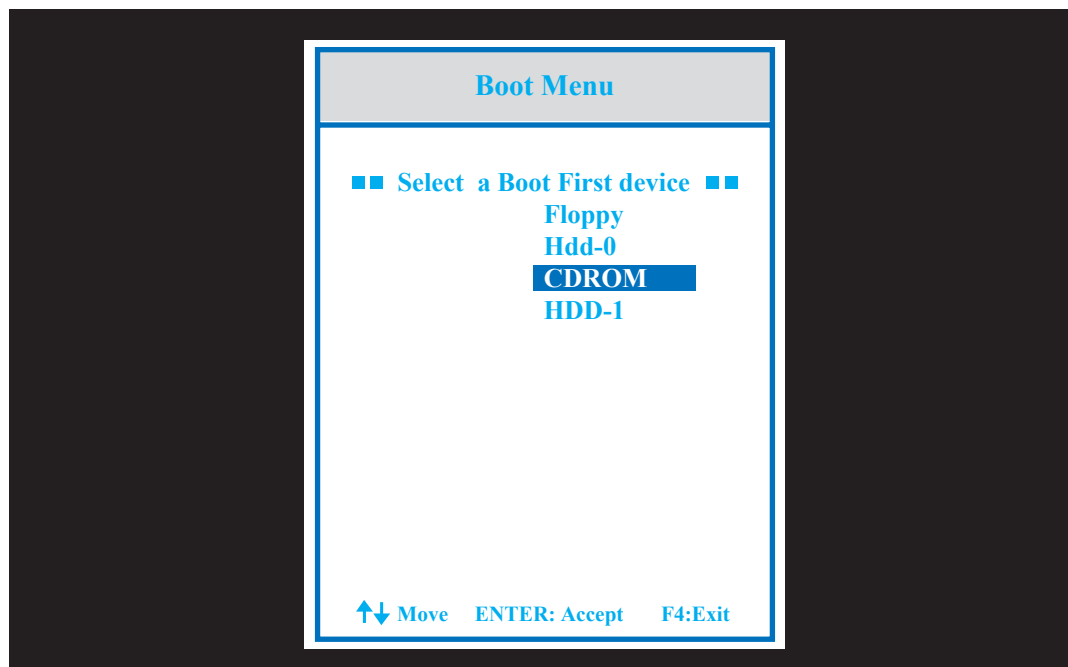 Boot Menu
Select a Boot First device
Floppy
Hdd-0
CDROM
HDD-1
↑↓ Move ENTER: Accept F4:Exit